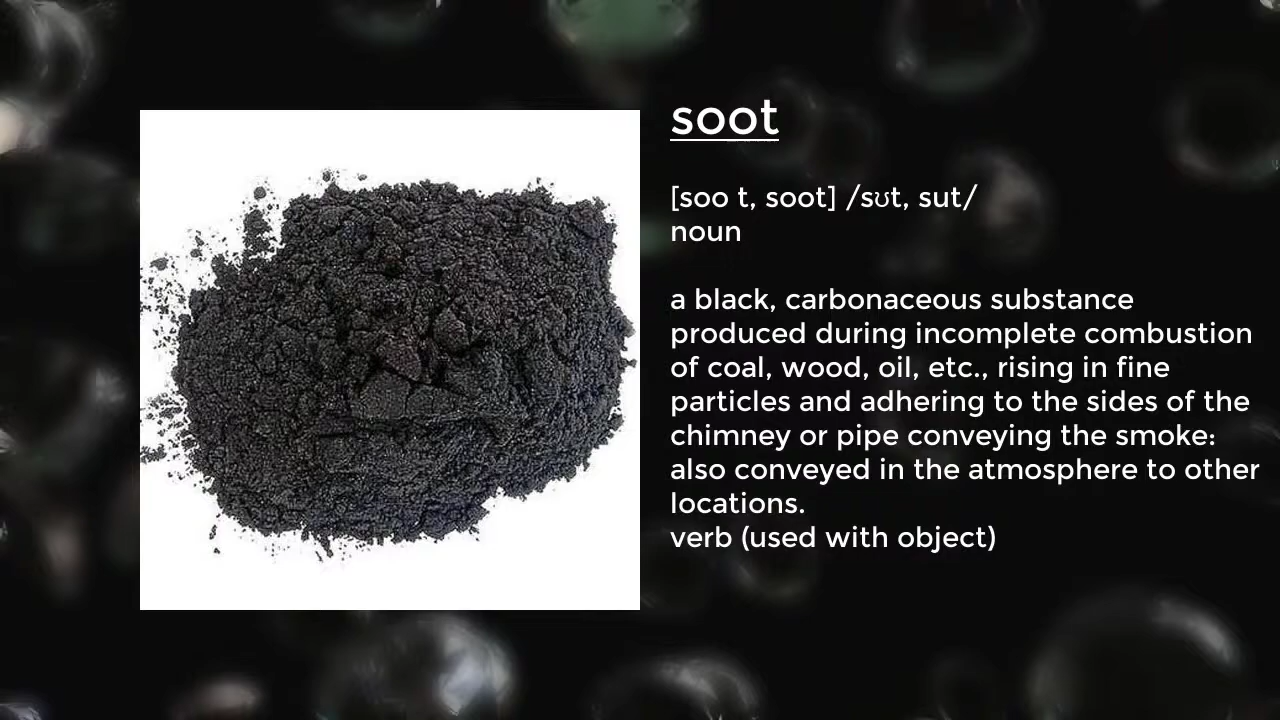 soot
[soo t, soot] /sʊt, sut/
noun
a black, carbonaceous substance
produced during incomplete combustion
of coal, wood, oil, etc., rising in fine
particles and adhering to the sides of the
chimney or pipe conveying the smoke:
also conveyed in the atmosphere to other
locations.
verb (used with object)